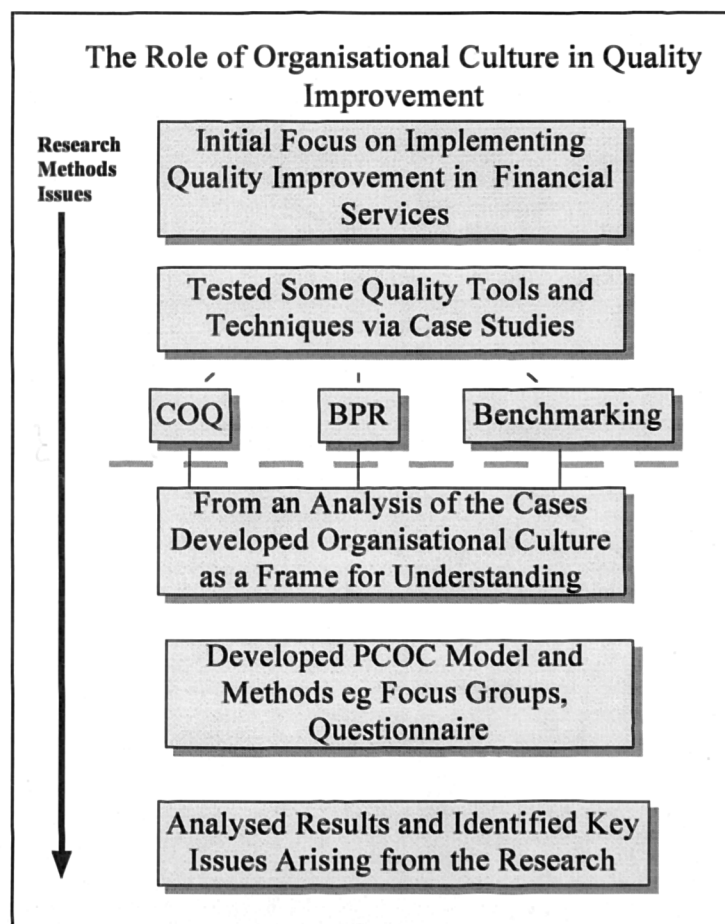 The Role of Organisational Culture in Quality
Improvement
Research
Methods
Issues
Initial Focus on Implementing
Quality Improvement in Financial
Services
Tested Some Quality Tools and
Techniques via Case Studies
COQ BPR Benchmarking
From an Analysis of the Cases
Developed Organisational Culture
as a Frame for Understanding
Developed PCOC Model and
Methods eg Focus Groups,
Questionnaire
Analysed Results and Identified Key
Issues Arising from the Research